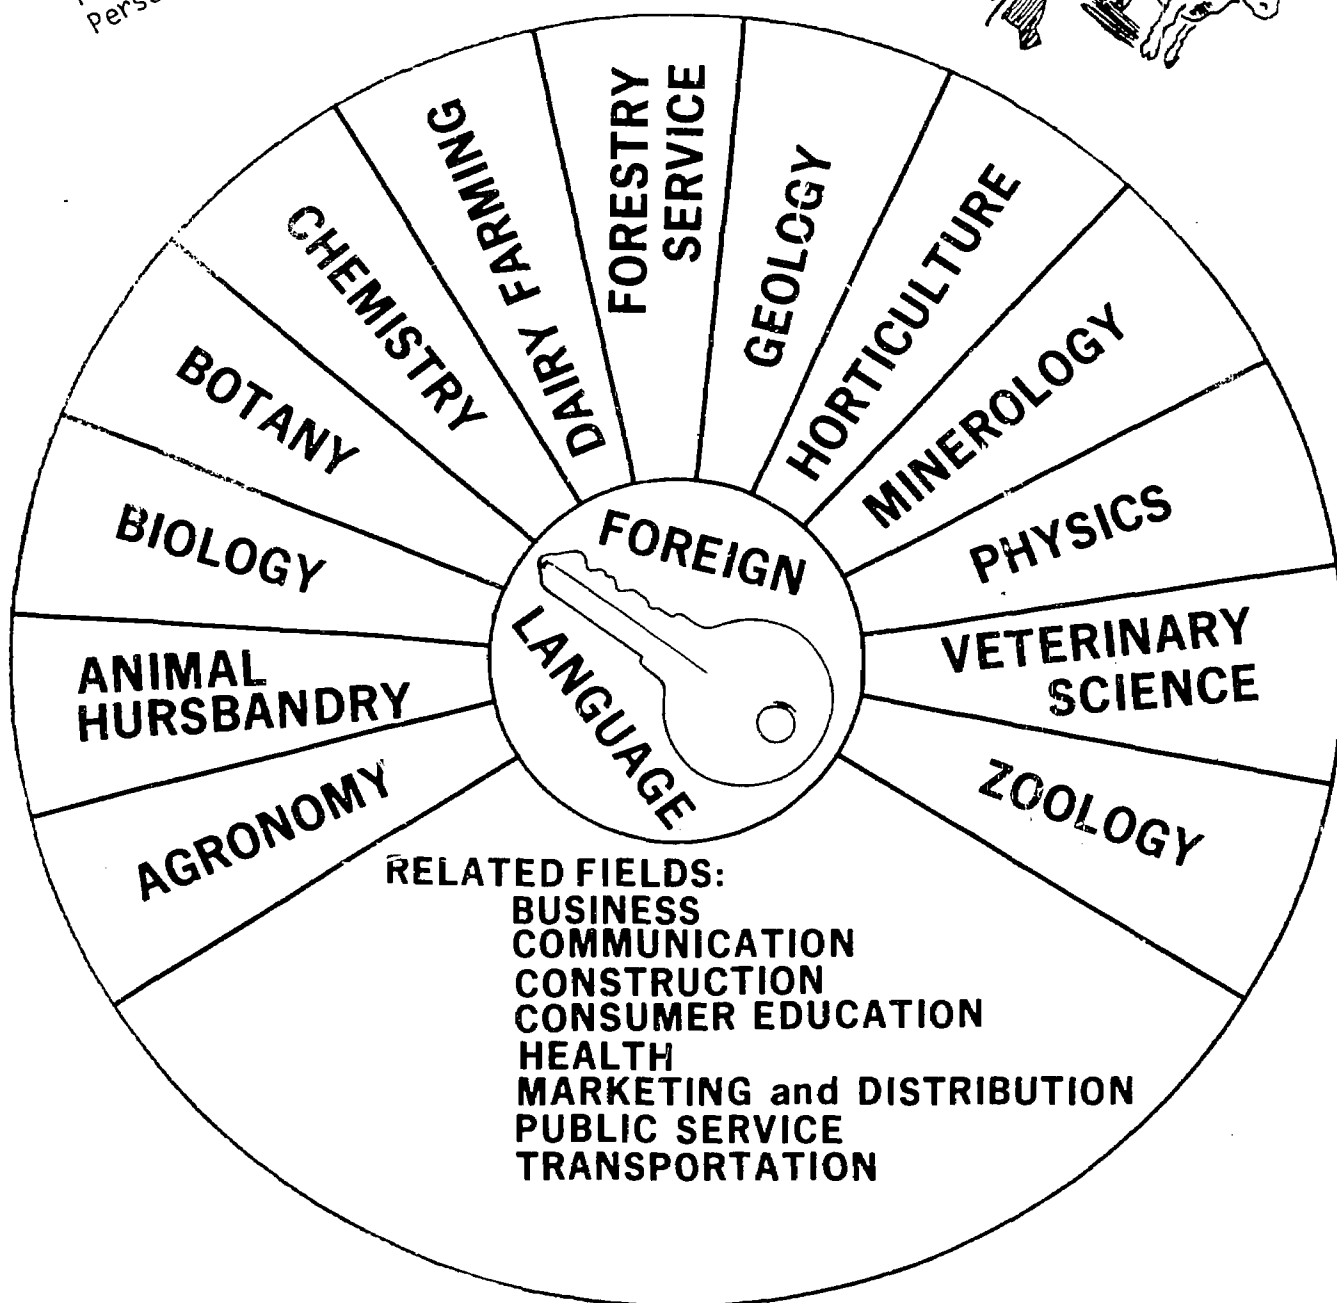 AGRONOMY
ANIMAL
HURSBANDRY
BIOLOGY
BOTANY
CHEMISTRY
DAIRY FARMING
FORESTRY
SERVICE
GEOLOGY
HORTICULTURE
MINEROLOGY
PHYSICS
VETERINARY
SCIENCE
ZOOLOGY
FOREIGN
LANGUAGE
RELATED FIELDS:
BUSINESS
COMMUNICATION
CONSTRUCTION
CONSUMER EDUCATION
HEALTH
MARKETING and DISTRIBUTION
PUBLIC SERVICE
TRANSPORTATION